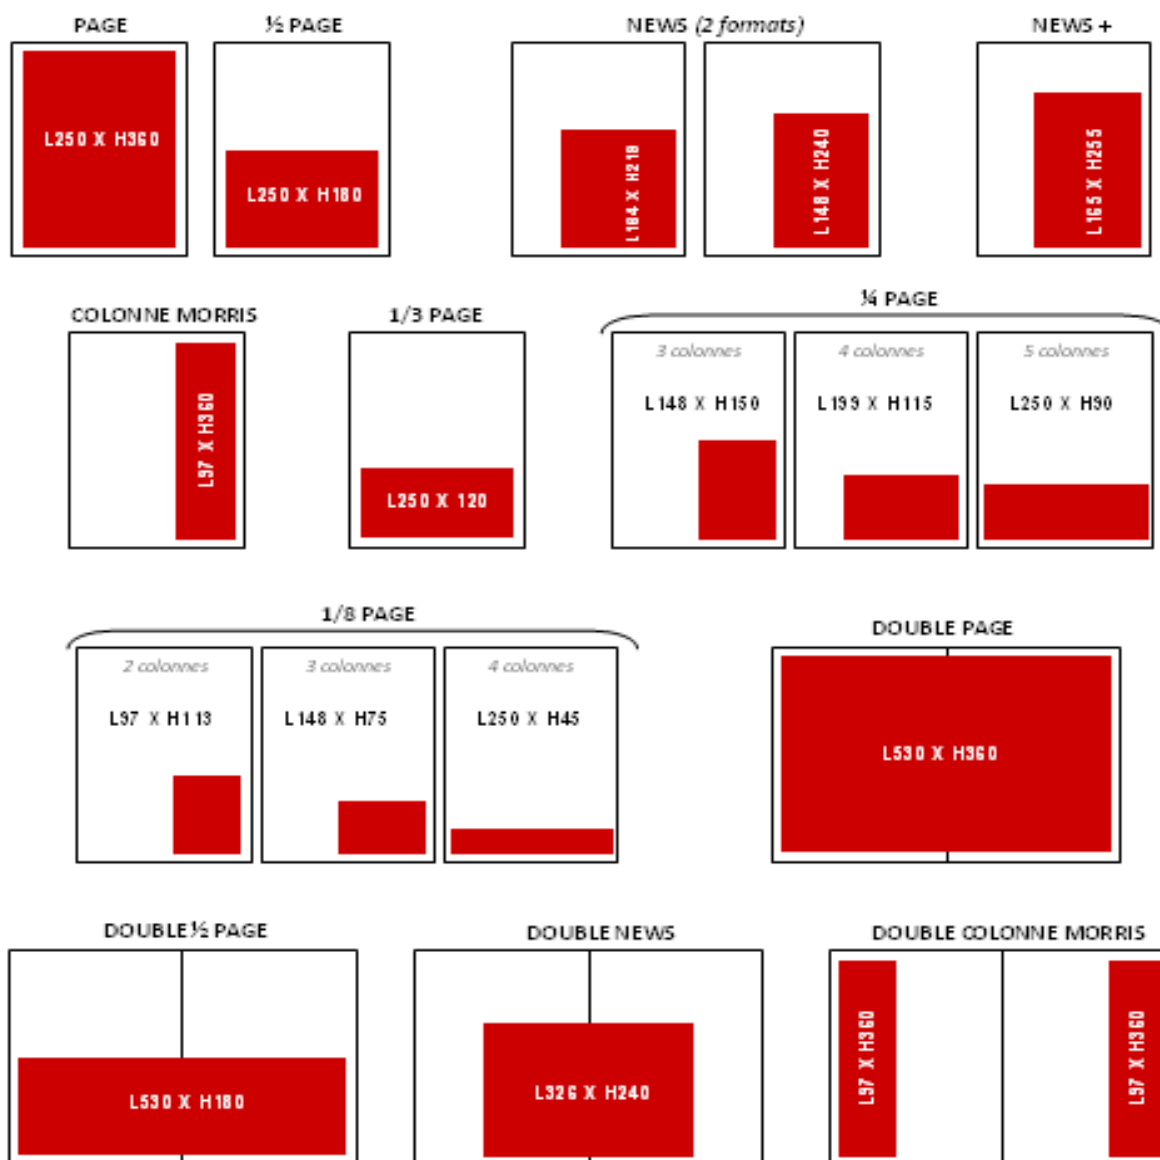 PAGE
½ PAGE
NEWS (2 formats)
NEWS +
L250 X H360
L250 X H180
L184 X H218
L148 X H240
L165 X H255
COLONNE MORRIS
1/3 PAGE
¼ PAGE
L97 X H360
L250 X 120
3 colonnes
4 colonnes
5 colonnes
L148 X H150
L199 X H115
L250 X H90
1/8 PAGE
DOUBLE PAGE
2 colonnes
3 colonnes
4 colonnes
L97 X H113
L148 X H75
L250 X H45
L530 X H360
DOUBLE ½ PAGE
DOUBLE NEWS
DOUBLE COLONNE MORRIS
L530 X H180
L326 X H240
L97 X H360
L97 X H360